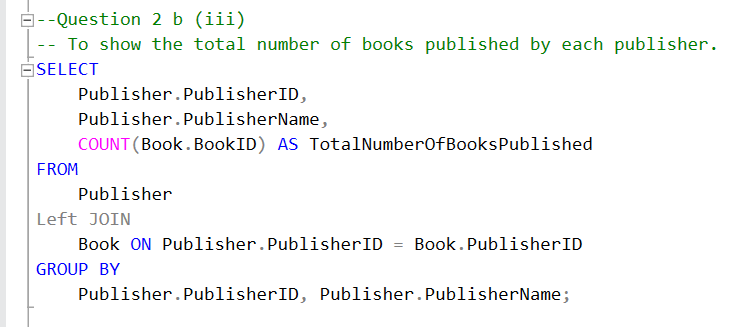 --Question 2 b (iii)
-- To show the total number of books published by each publisher.
SELECT
Publisher.PublisherID,
Publisher.PublisherName,
COUNT(Book.BookID) AS TotalNumberOfBooksPublished
FROM
Publisher
Left JOIN
Book ON Publisher.PublisherID = Book.PublisherID
GROUP BY
Publisher.PublisherID, Publisher.PublisherName;